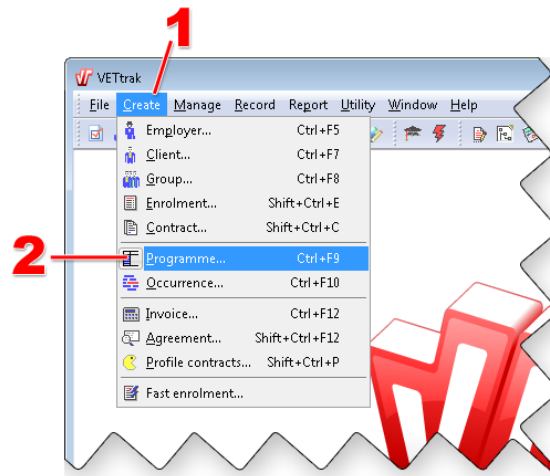 1
VETtrak
File Create Manage Record Report Utility Window Help
Employer... Ctrl+F5
Client... Ctrl+F7
Group... Ctrl+F8
Enrolment... Shift+Ctrl+E
Contract... Shift+Ctrl+C
2
Programme... Ctrl+F9
Occurrence... Ctrl+F10
Invoice... Ctrl+F12
Agreement... Shift+Ctrl+F12
Profile contracts... Shift+Ctrl+P
Fast enrolment...